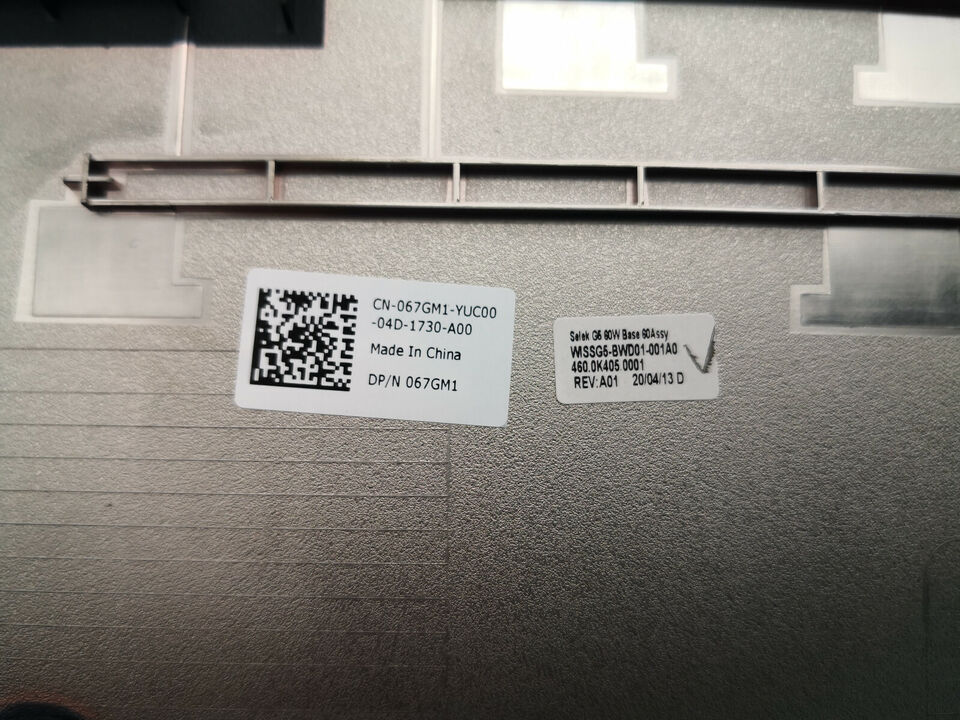 CN-067GM1-YUC00
-04D-1730-A00
Made In China
DP/N 067GM1
Selek G5 60W Base 60Assy
WISSG5-BWD01-001A0
460.0K405.0001
REV:A01 20/04/13 D